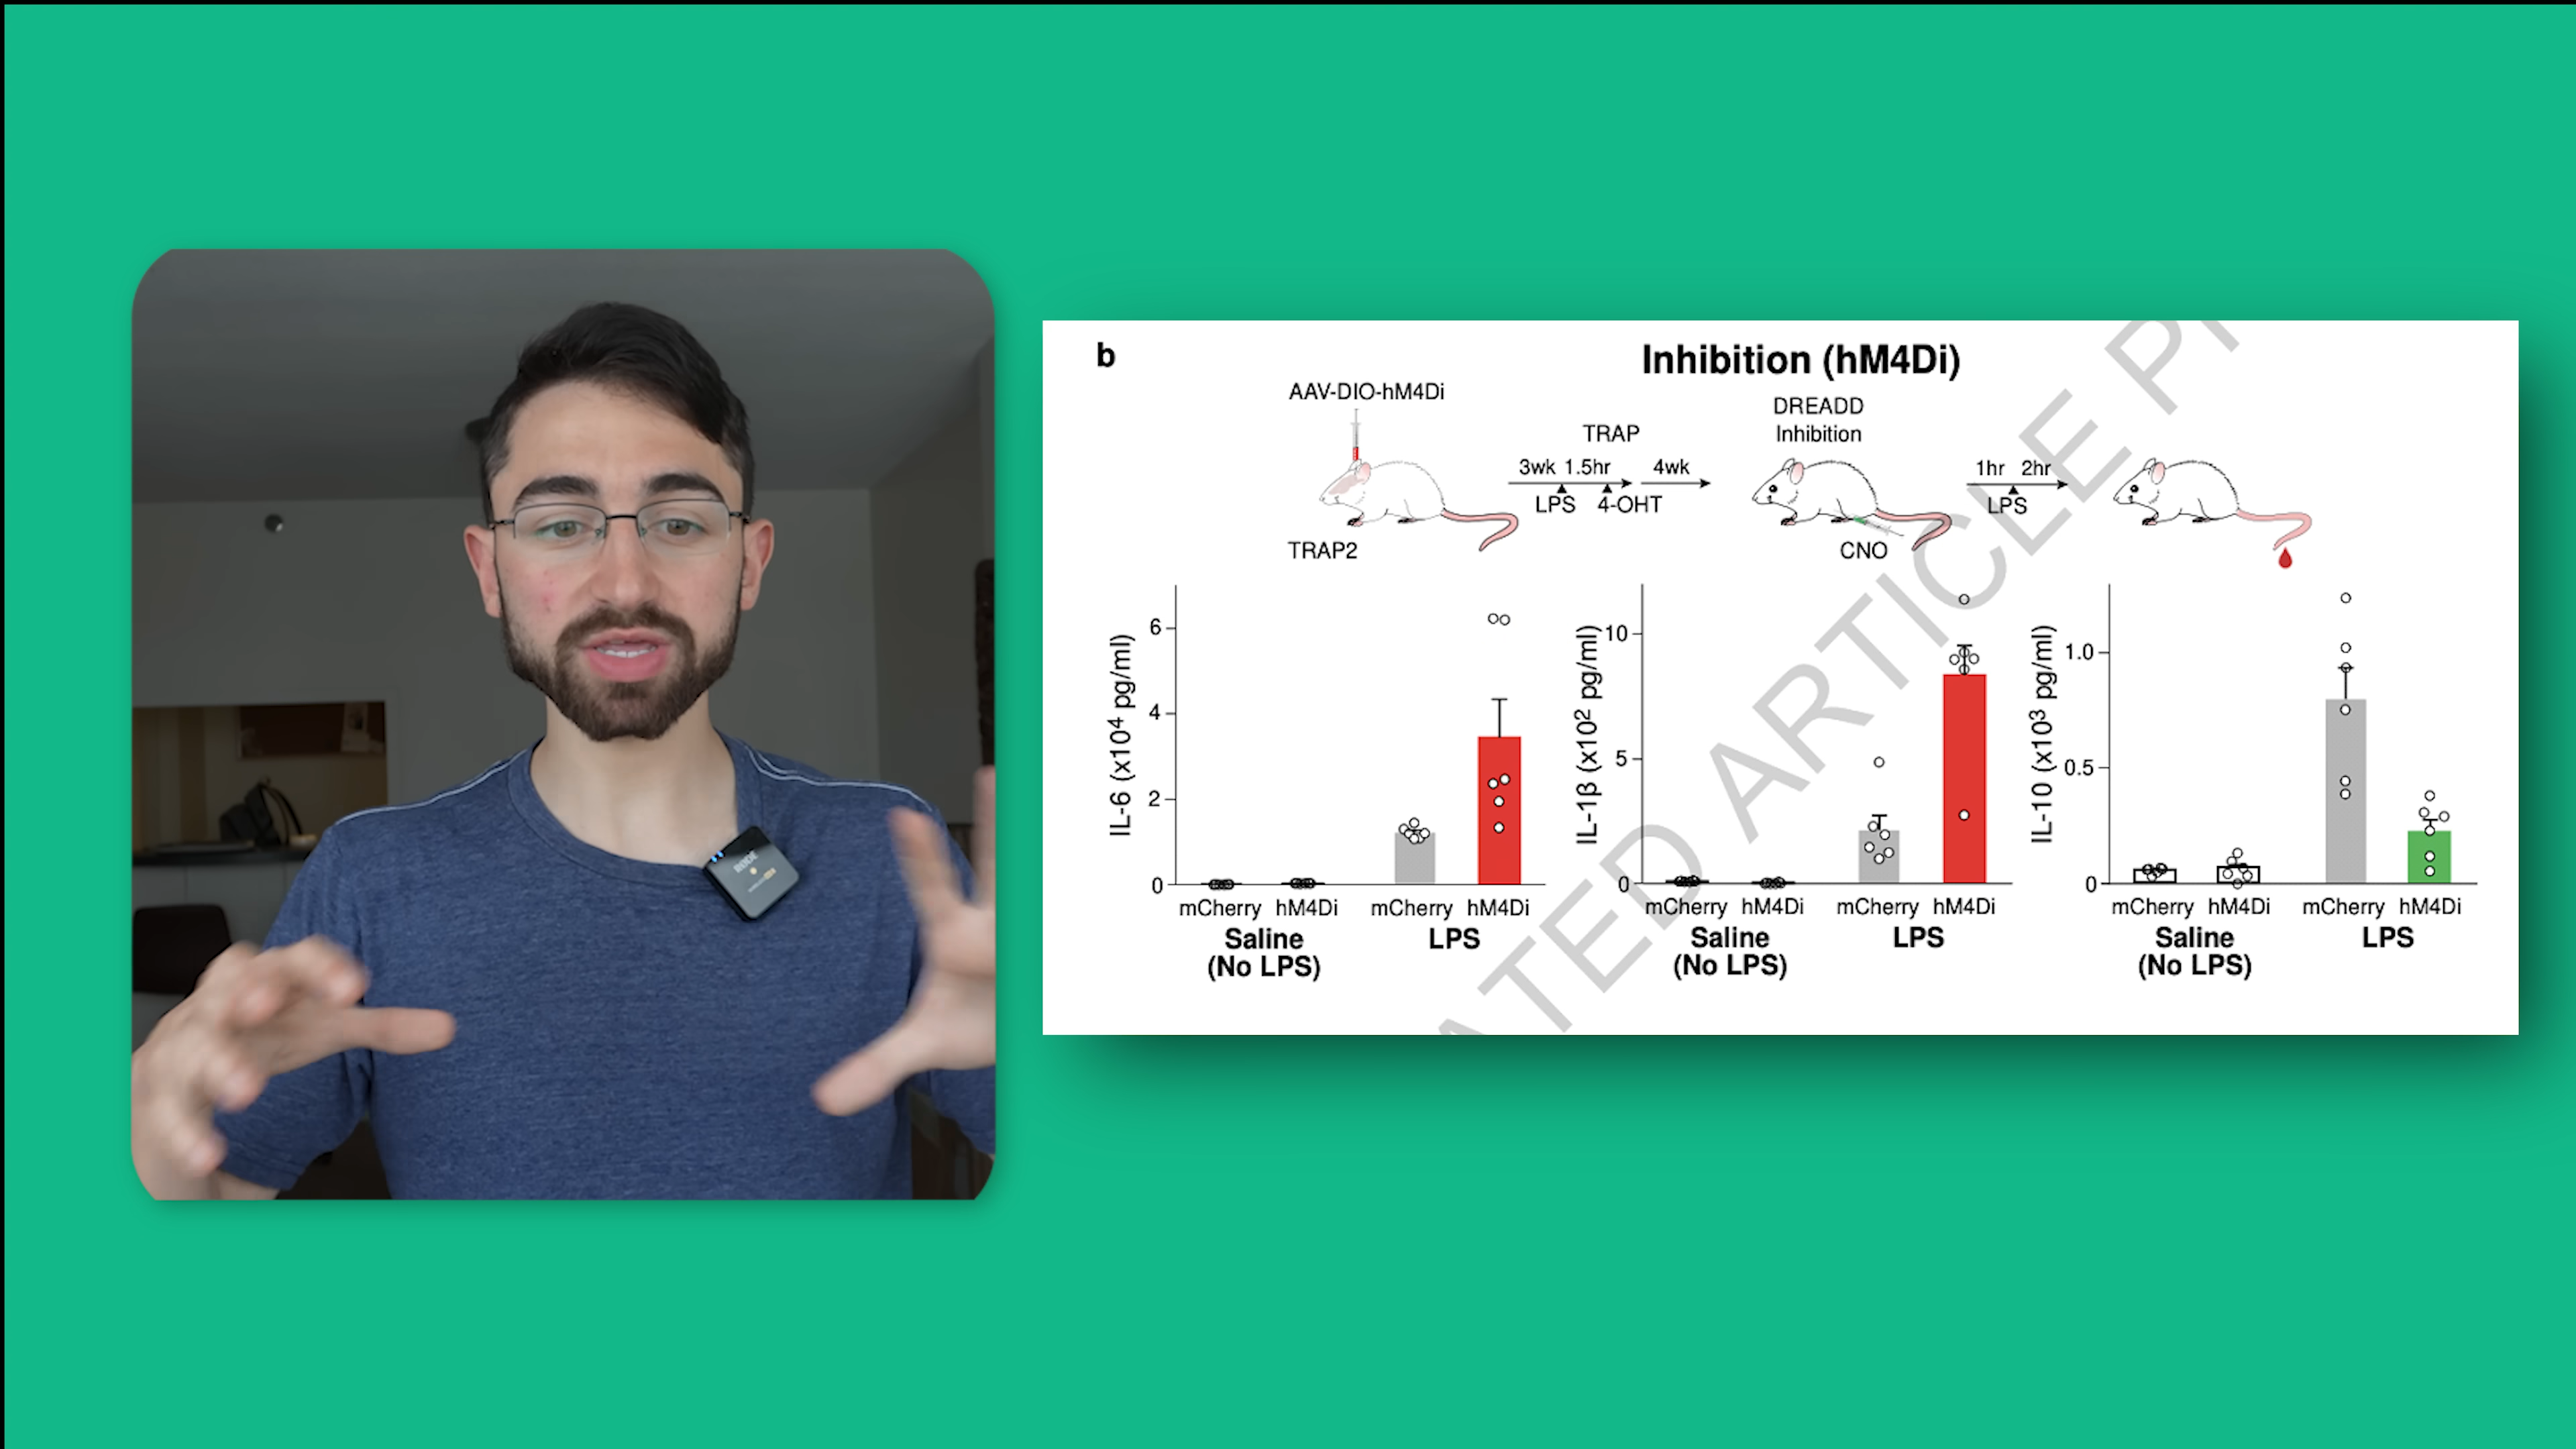 b
Inhibition (hM4Di)
AAV-DIO-hM4Di
TRAP2
TRAP
3wk 1.5hr 4wk
LPS 4-OHT
DREADD
Inhibition
CNO
1hr 2hr
LPS
IL-6 (x10⁴ pg/ml)
6
4
2
0
mCherry hM4Di mCherry hM4Di
Saline
(No LPS)
LPS
IL-1β (x10² pg/ml)
10
5
0
mCherry hM4Di mCherry hM4Di
Saline
(No LPS)
LPS
IL-10 (x10³ pg/ml)
1.0
0.5
0
mCherry hM4Di mCherry hM4Di
Saline
(No LPS)
LPS
ATED ARTICLE PR
RODE